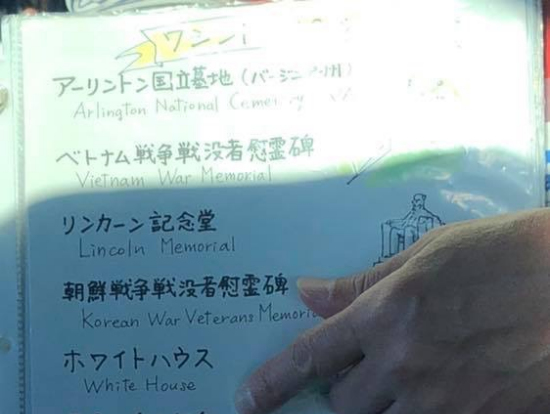 ワシント
アーリントン国立墓地(バージニア州)
Arlington National Cemetery
ベトナム戦争戦没者慰霊碑
Vietnam War Memorial
リンカーン記念堂
Lincoln Memorial
朝鮮戦争戦没者慰霊碑
Korean War Veterans Memori
ホワイトハウス
White House